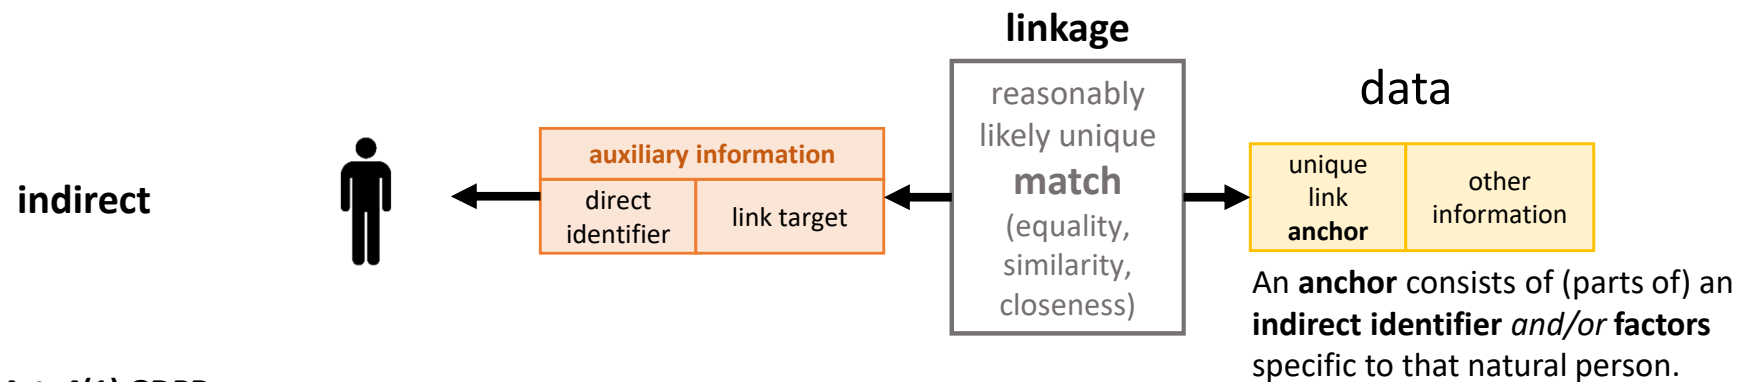 linkage
data
indirect
auxiliary information
direct
identifier
link target
reasonably
likely unique
match
(equality,
similarity,
closeness)
unique
link
anchor
other
information
An anchor consists of (parts of) an
indirect identifier and/or factors
specific to that natural person.